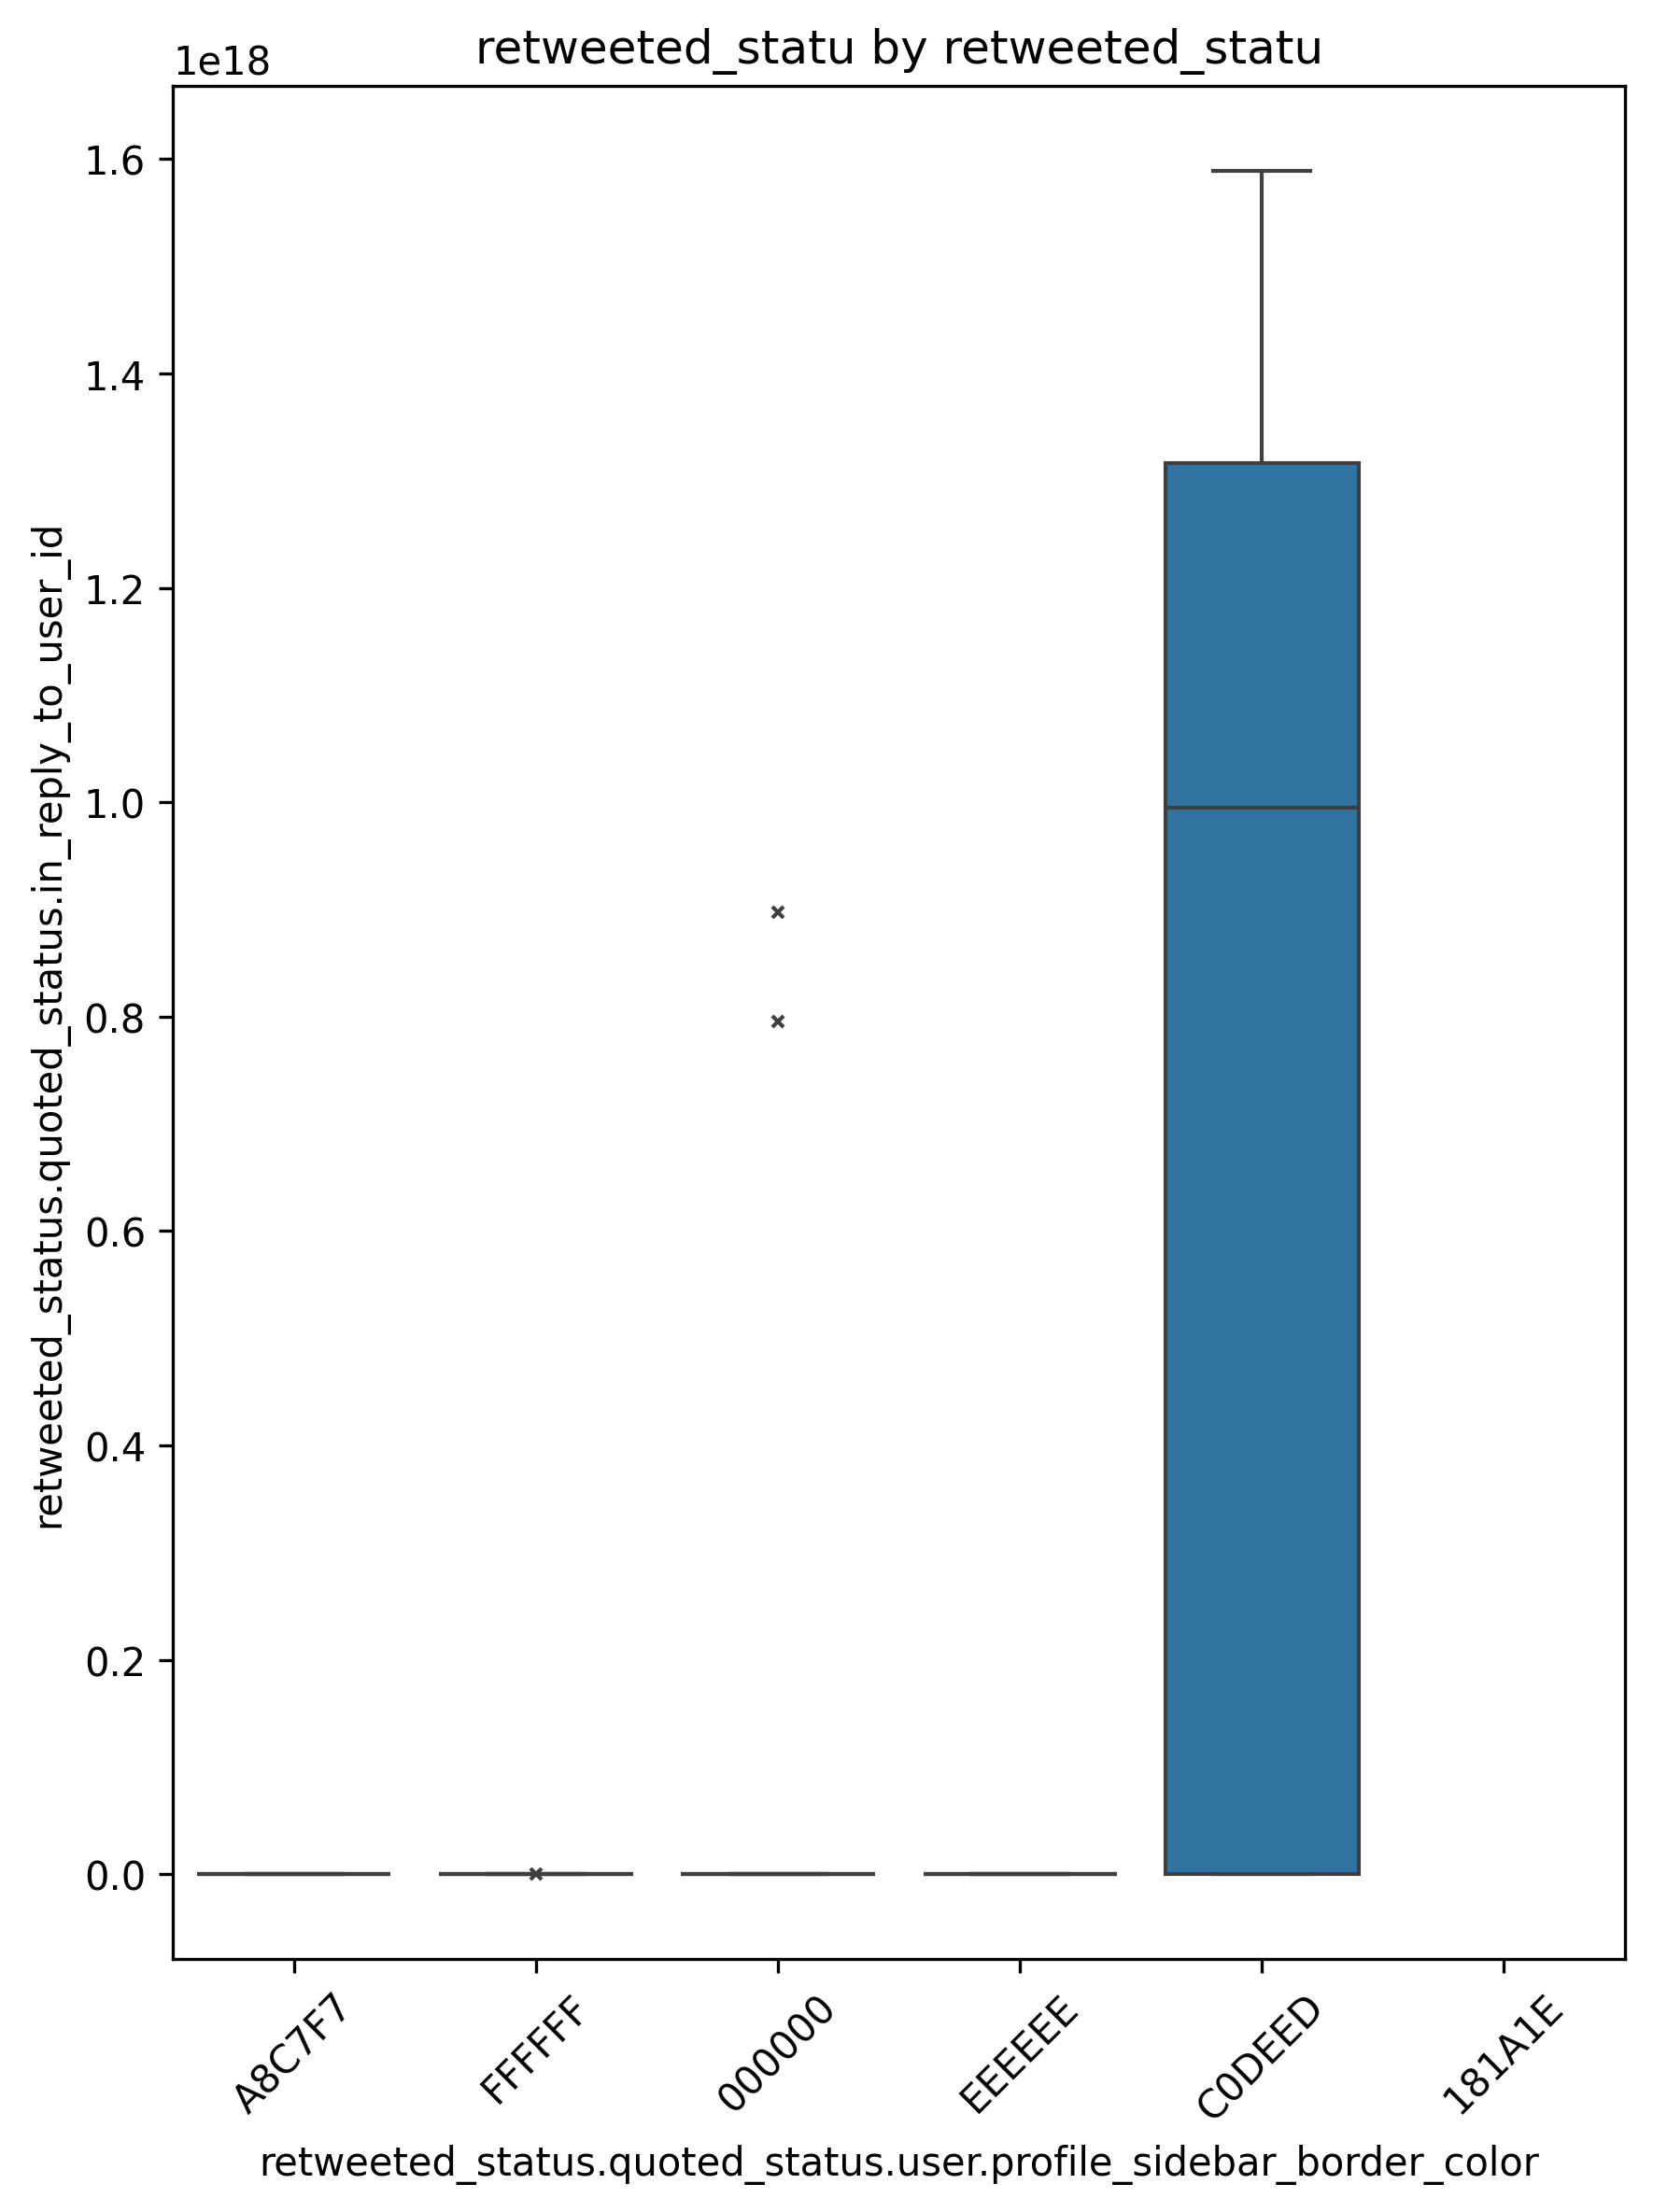 retweeted_statu by retweeted_statu
1e18
1.6
1.4
1.2
1.0
0.8
0.6
0.4
0.2
0.0
retweeted_status.quoted_status.in_reply_to_user_id
A8C7F7
FFFFFF
000000
EEEEEE
C0DEED
181A1E
retweeted_status.quoted_status.user.profile_sidebar_border_color